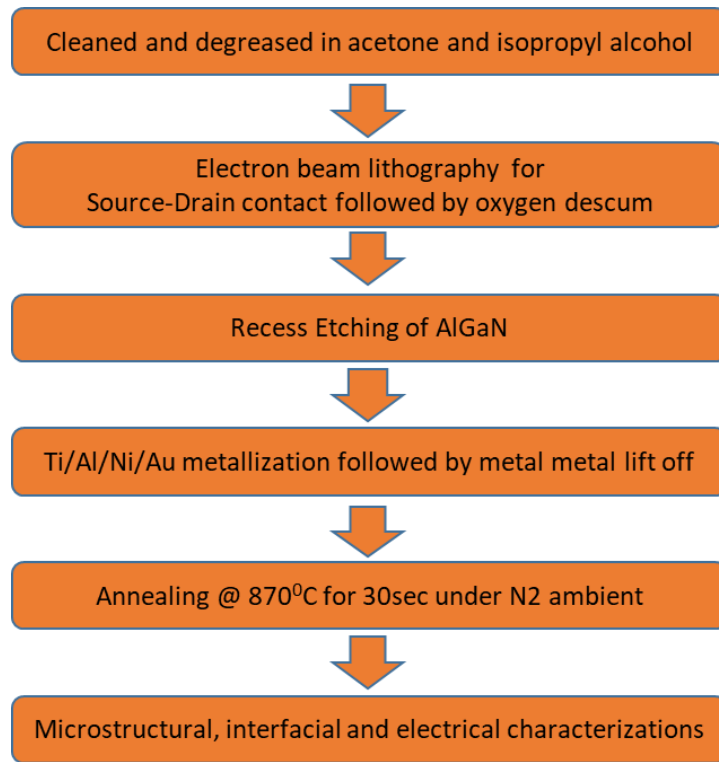 Cleaned and degreased in acetone and isopropyl alcohol
Electron beam lithography for
Source-Drain contact followed by oxygen descum
Recess Etching of AlGaN
Ti/Al/Ni/Au metallization followed by metal metal lift off
Annealing @ 870⁰C for 30sec under N2 ambient
Microstructural, interfacial and electrical characterizations